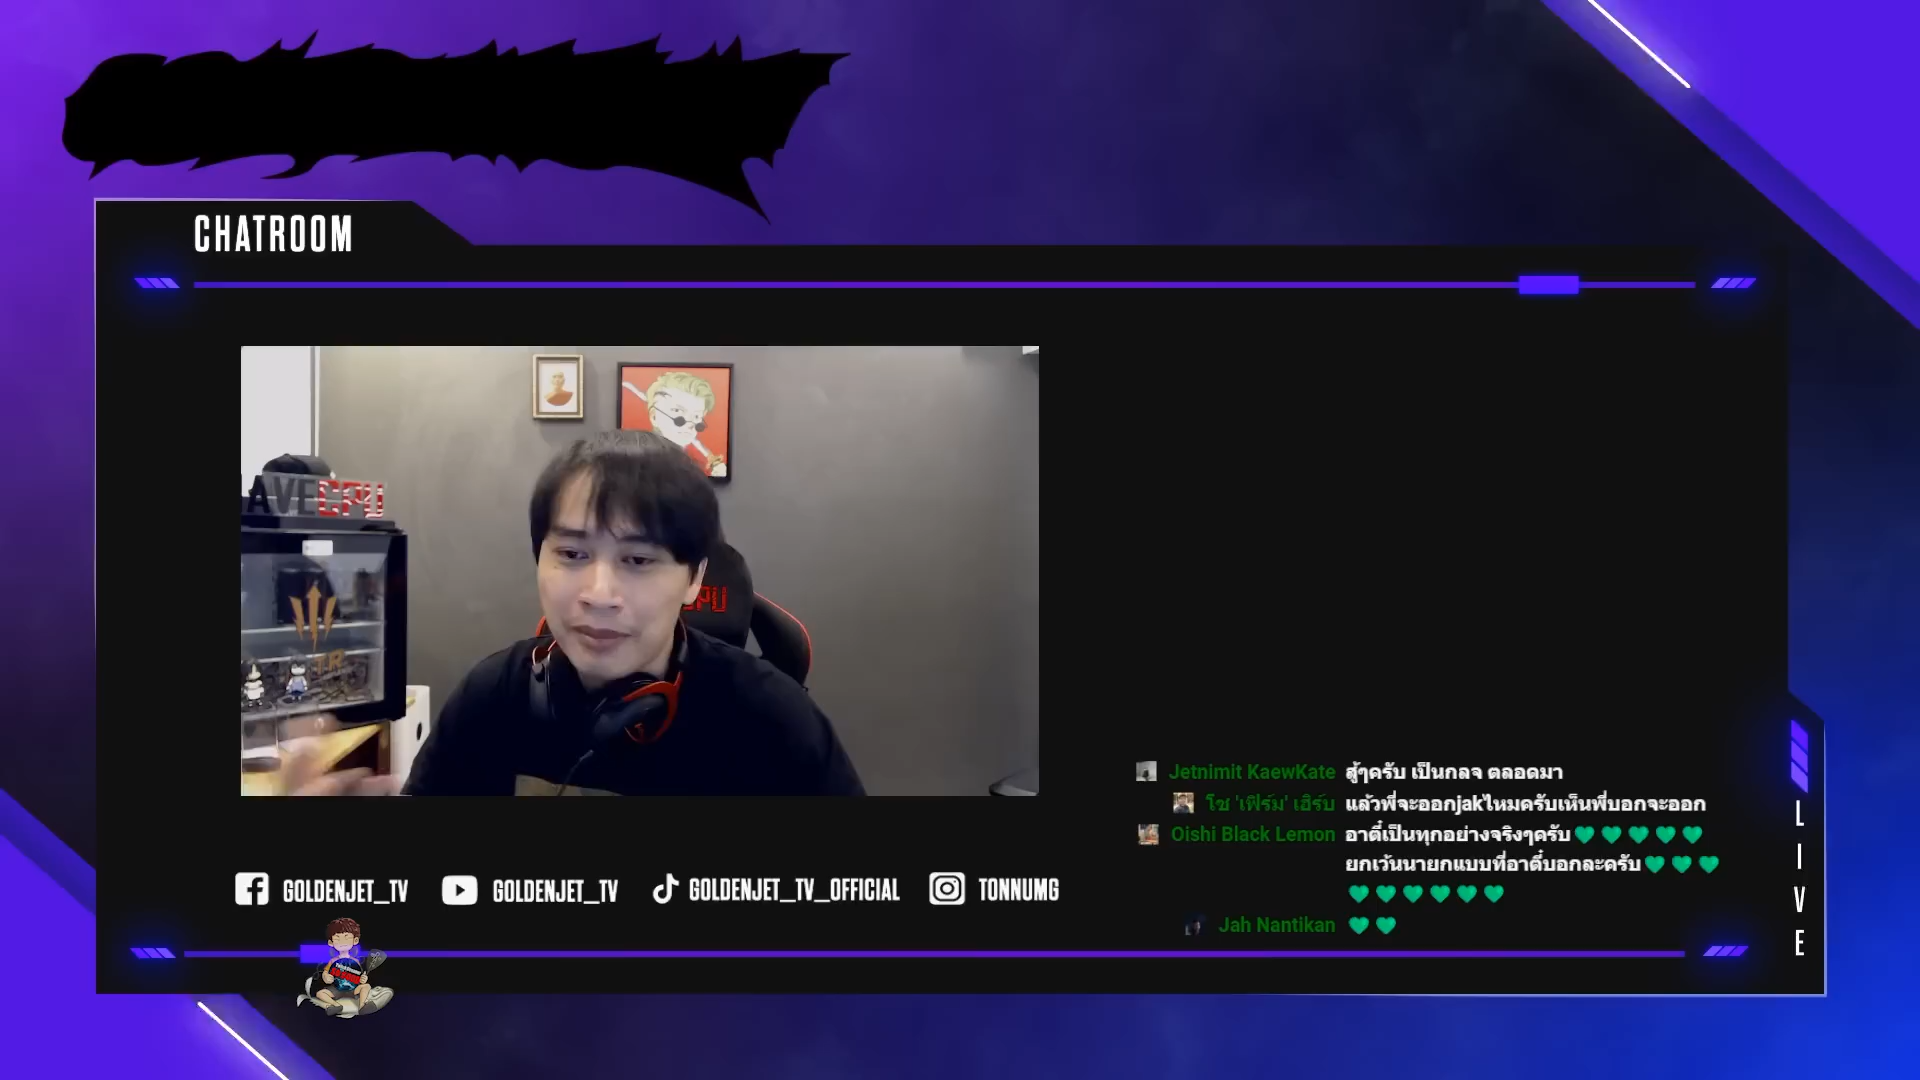 CHATROOM
AVECPU
CPU
TR
Jetnimit KaewKate สู้ๆครับ เป็นกลจ ตลอดมา
โช 'เฟิร์ม' เฮิร์บ แล้วพี่จะออกjakไหมครับเห็นพี่บอกจะออก
Oishi Black Lemon อาตี๋เป็นทุกอย่างจริงๆครับ
ยกเว้นนายกแบบที่อาตี๋บอกละครับ
Jah Nantikan
LIVE
GOLDENJET_TV
GOLDENJET_TV
GOLDENJET_TV_OFFICIAL
TONNUMG